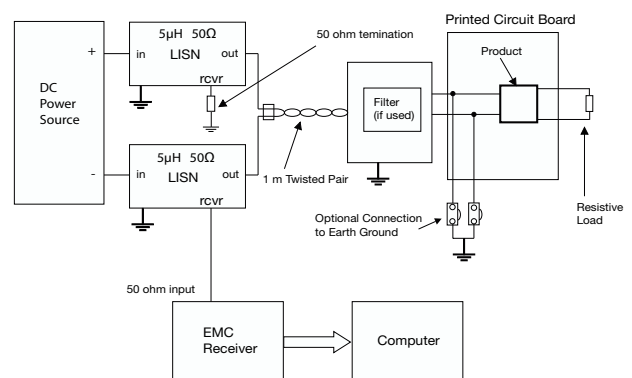 Printed Circuit Board
5µH 50Ω
LISN
in
out
rcvr
+
50 ohm temination
Product
DC
Power
Source
Filter
(if used)
-
5µH 50Ω
LISN
in
out
rcvr
1 m Twisted Pair
Optional Connection
to Earth Ground
Resistive
Load
50 ohm input
EMC
Receiver
Computer